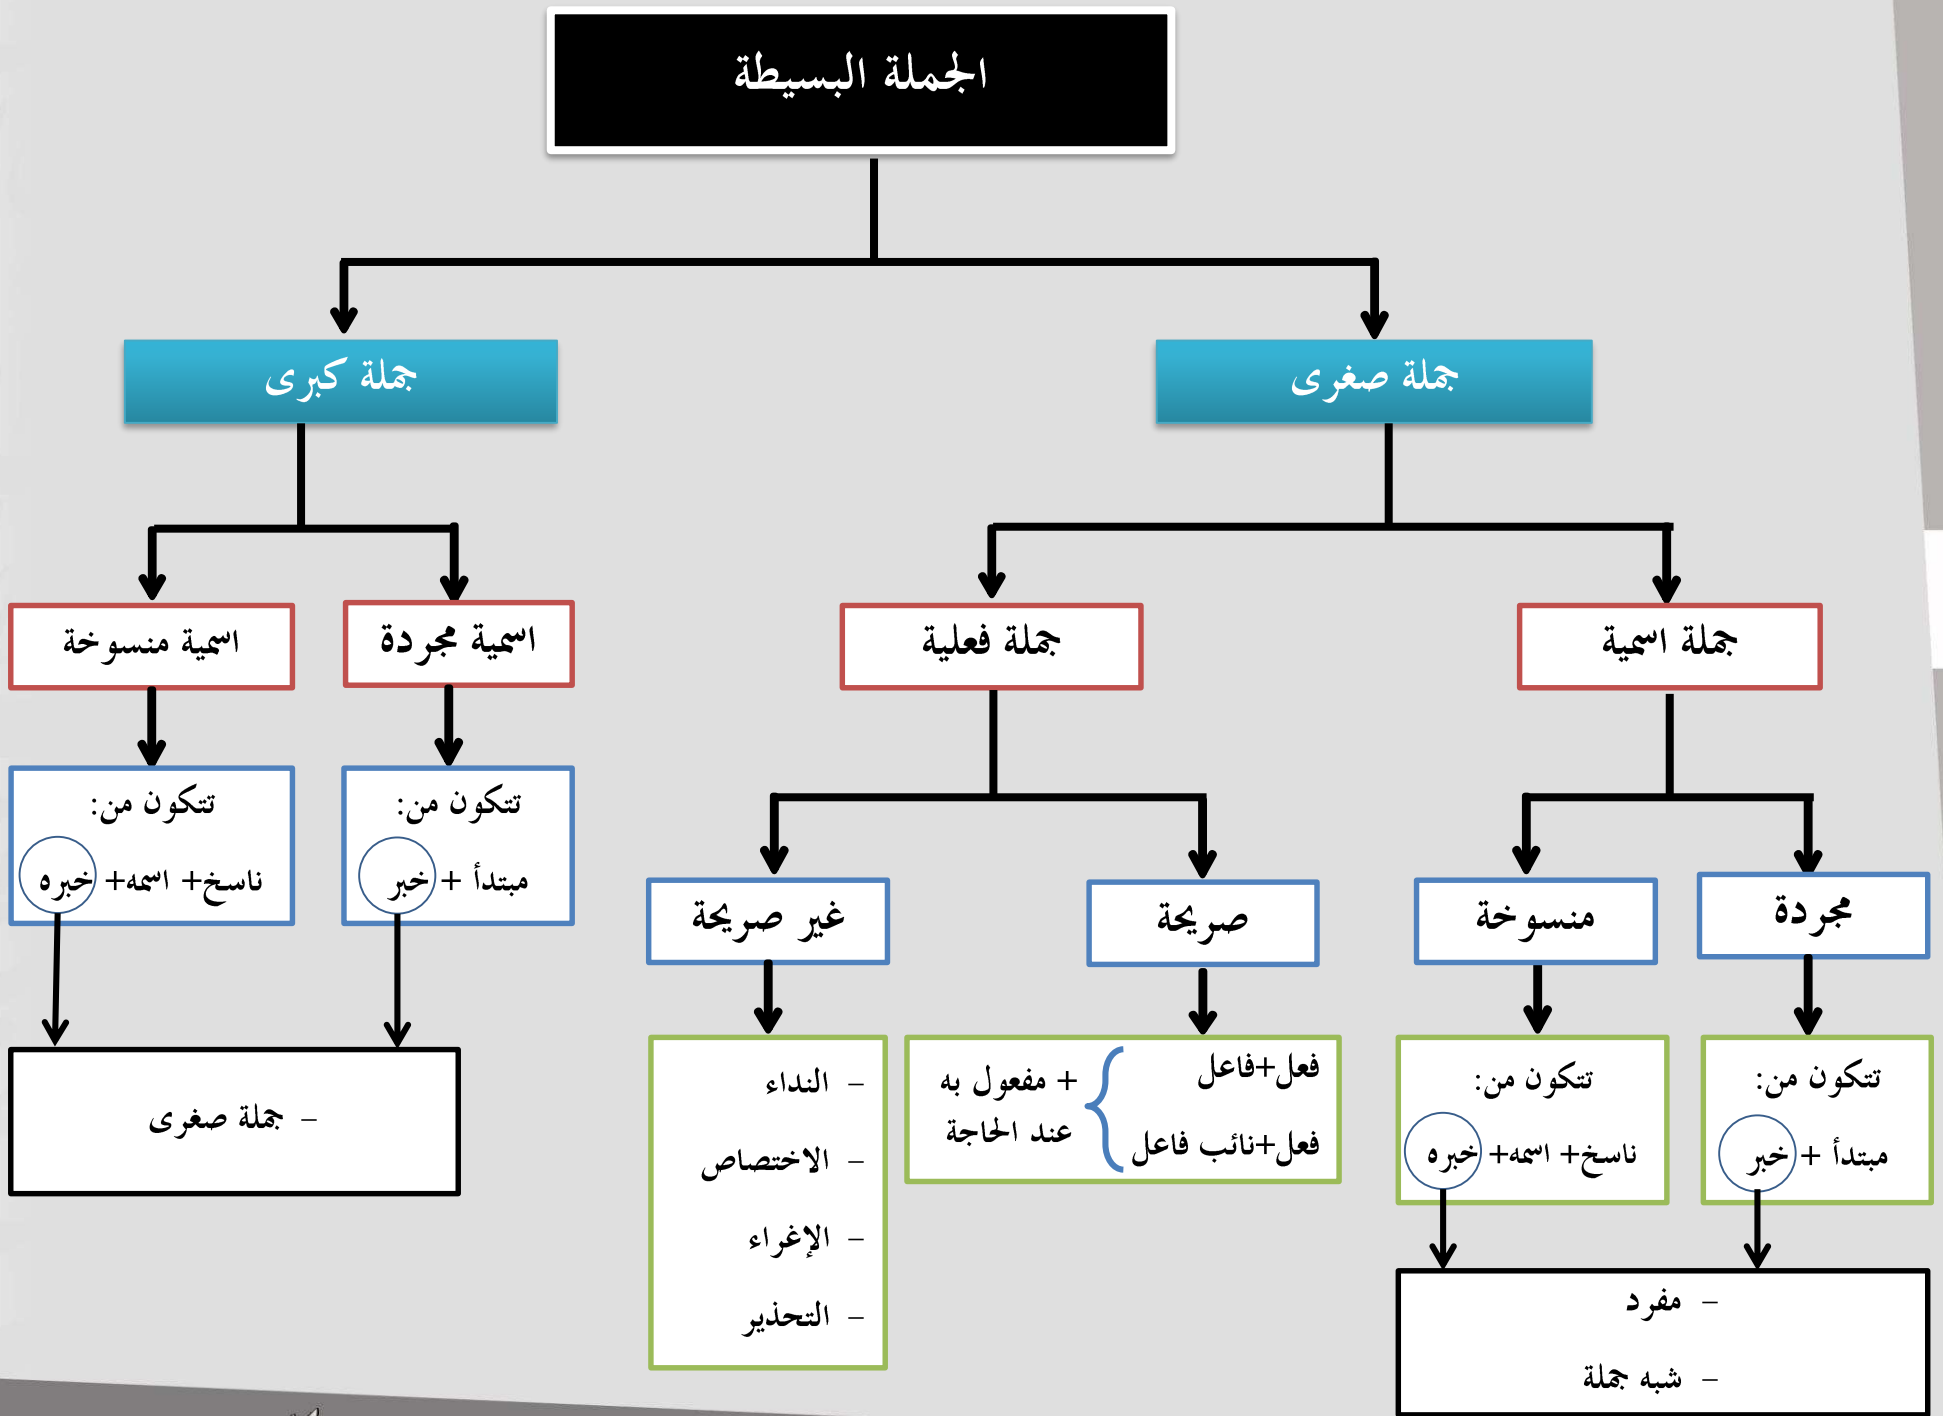 الجملة البسيطة
جملة صغرى
جملة كبرى
جملة اسمية
جملة فعلية
اسمية مجردة
اسمية منسوخة
مجردة
منسوخة
صريحة
غير صريحة
تتكون من:
مبتدأ + خبر
تتكون من:
ناسخ+ اسمه+ خبره
فعل+فاعل
فعل+نائب فاعل
+ مفعول به
عند الحاجة
- النداء
- الاختصاص
- الإغراء
- التحذير
تتكون من:
مبتدأ + خبر
تتكون من:
ناسخ+ اسمه+ خبره
- مفرد
- شبه جملة
- جملة صغرى